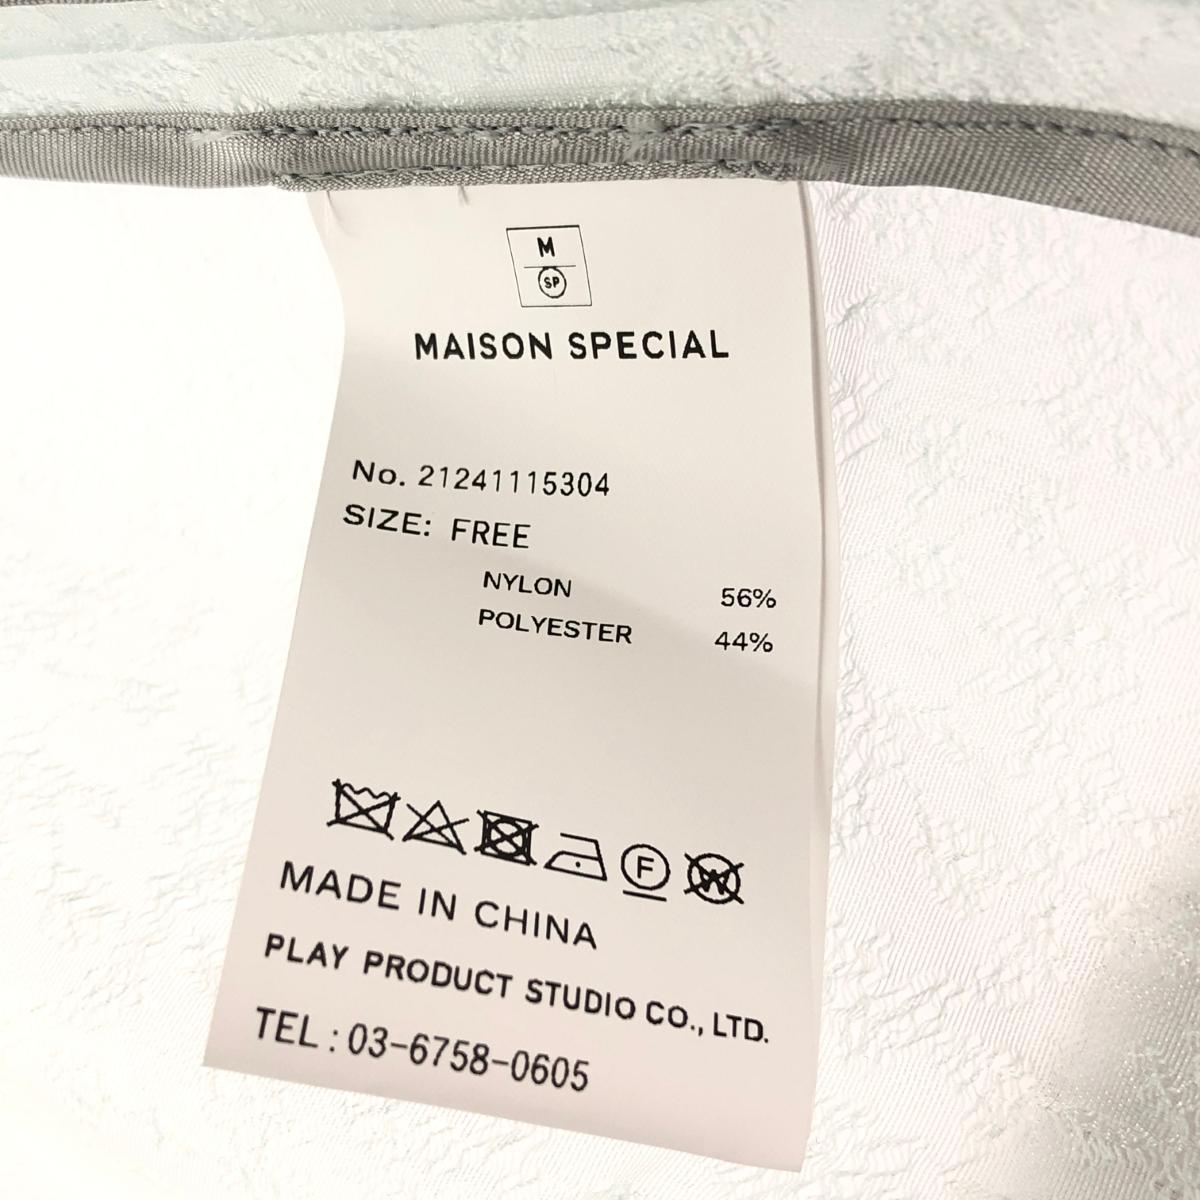 M
SP
MAISON SPECIAL
No. 21241115304
SIZE: FREE
NYLON 56%
POLYESTER 44%
F W
MADE IN CHINA
PLAY PRODUCT STUDIO CO., LTD.
TEL : 03-6758-0605